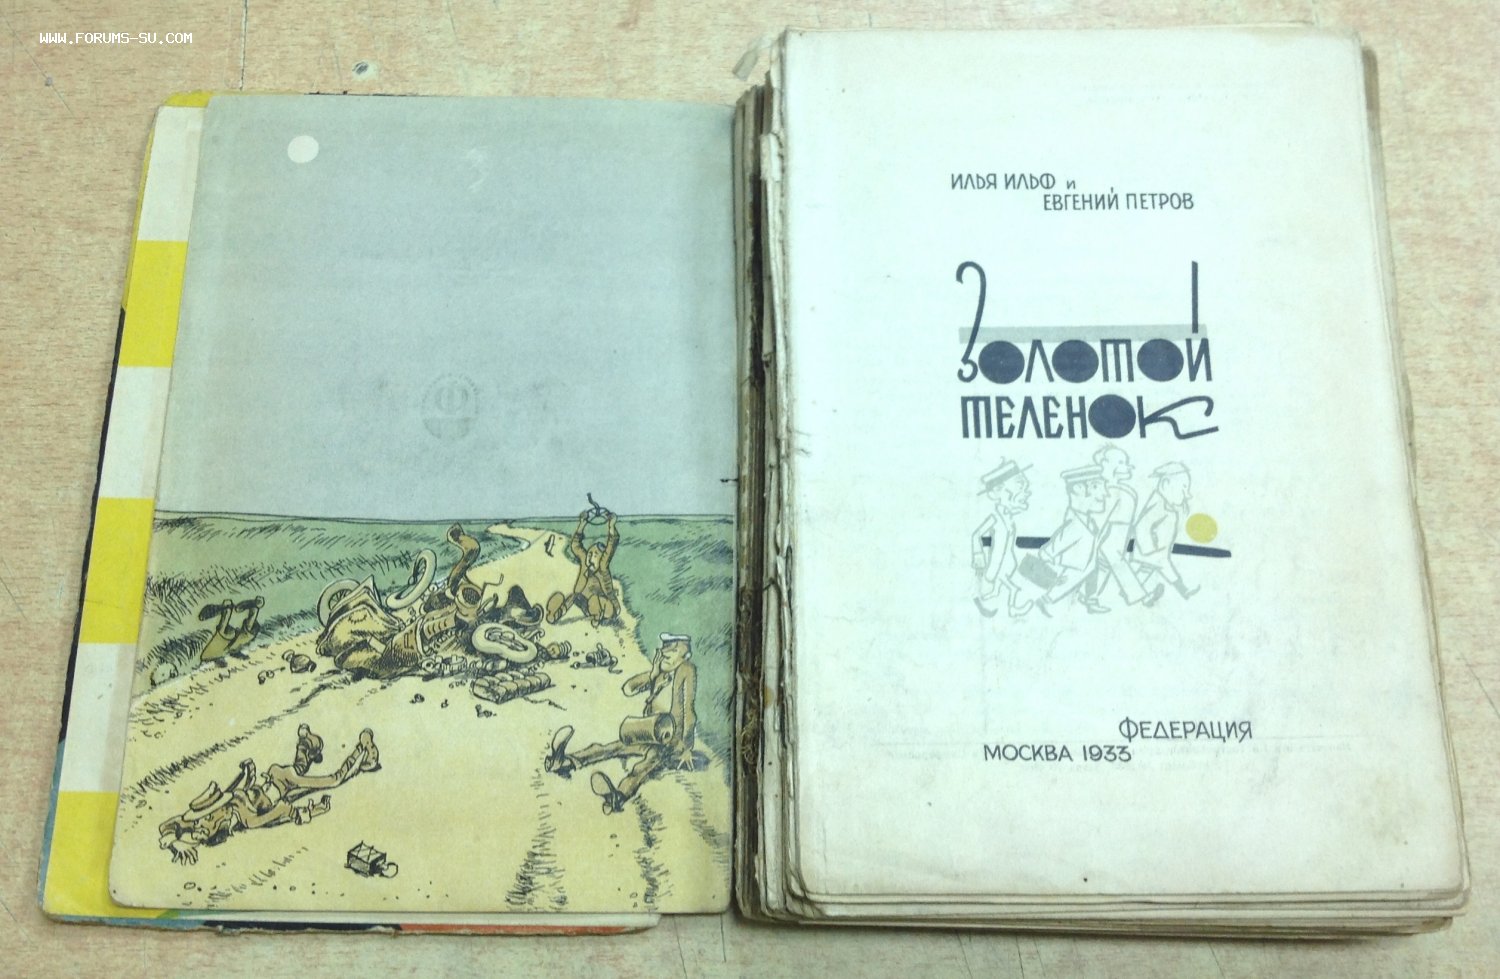 WWW.FORUMS-SU.COM
ИЛЬЯ ИЛЬФ и
ЕВГЕНИЙ ПЕТРОВ
ЗОЛОТОЙ
ТЕЛЕНОК
ФЕДЕРАЦИЯ
МОСКВА 1933